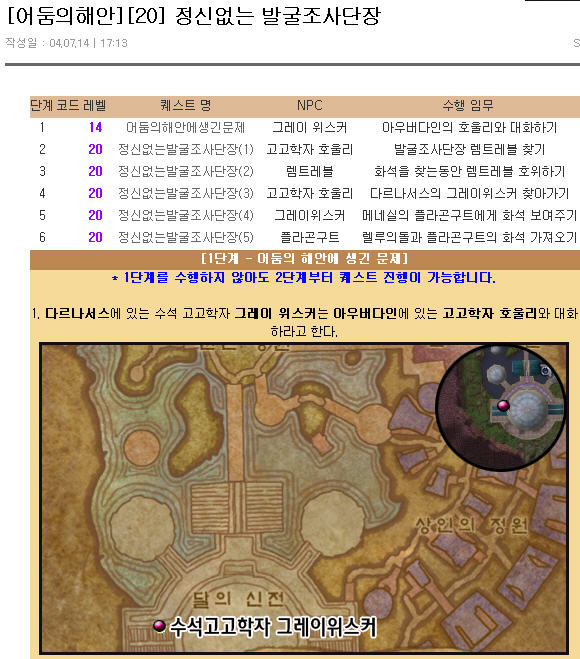 [어둠의해안][20] 정신없는 발굴조사단장
작성일 : 04.07.14 | 17:13
S
단계 코드 레벨 퀘스트 명 NPC 수행 임무
1 14 어둠의해안에생긴문제 그레이 위스커 아우버다인의 호울리와 대화하기
2 20 정신없는발굴조사단장(1) 고고학자 호울리 발굴조사단장 렘트레블 찾기
3 20 정신없는발굴조사단장(2) 렘트레블 화석을 찾는동안 렘트레블 호위하기
4 20 정신없는발굴조사단장(3) 고고학자 호울리 다르나서스의 그레이위스커 찾아가기
5 20 정신없는발굴조사단장(4) 그레이위스커 메네실의 플라곤구트에게 화석 보여주기
6 20 정신없는발굴조사단장(5) 플라곤구트 렐루의돌과 플라곤구트의 화석 가져오기
[1단계 - 어둠의 해안에 생긴 문제]
* 1단계를 수행하지 않아도 2단계부터 퀘스트 진행이 가능합니다.
1. 다르나서스에 있는 수석 고고학자 그레이 위스커는 아우버다인에 있는 고고학자 호울리와 대화
하라고 한다.
상인의 정원
달의 신전
수석고고학자 그레이위스커